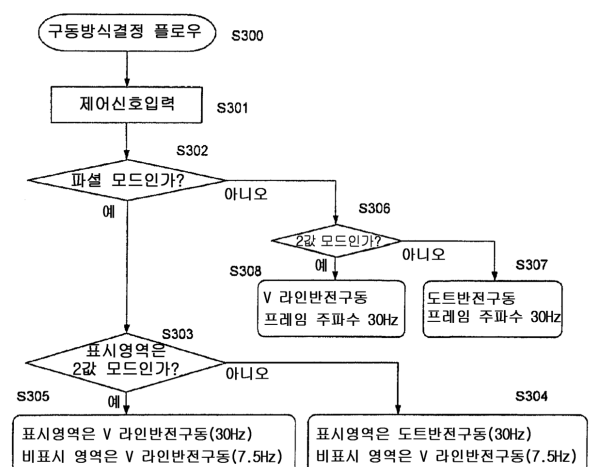 구동방식결정 플로우
S300
제어신호입력
S301
S302
파셜 모드인가?
아니오
예
S306
2값 모드인가?
아니오
예
S308
S307
V 라인반전구동
프레임 주파수 30Hz
도트반전구동
프레임 주파수 30Hz
S303
표시영역은
2값 모드인가?
아니오
예
S305
S304
표시영역은 V 라인반전구동(30Hz)
비표시 영역은 V 라인반전구동(7.5Hz)
표시영역은 도트반전구동(30Hz)
비표시 영역은 V 라인반전구동(7.5Hz)